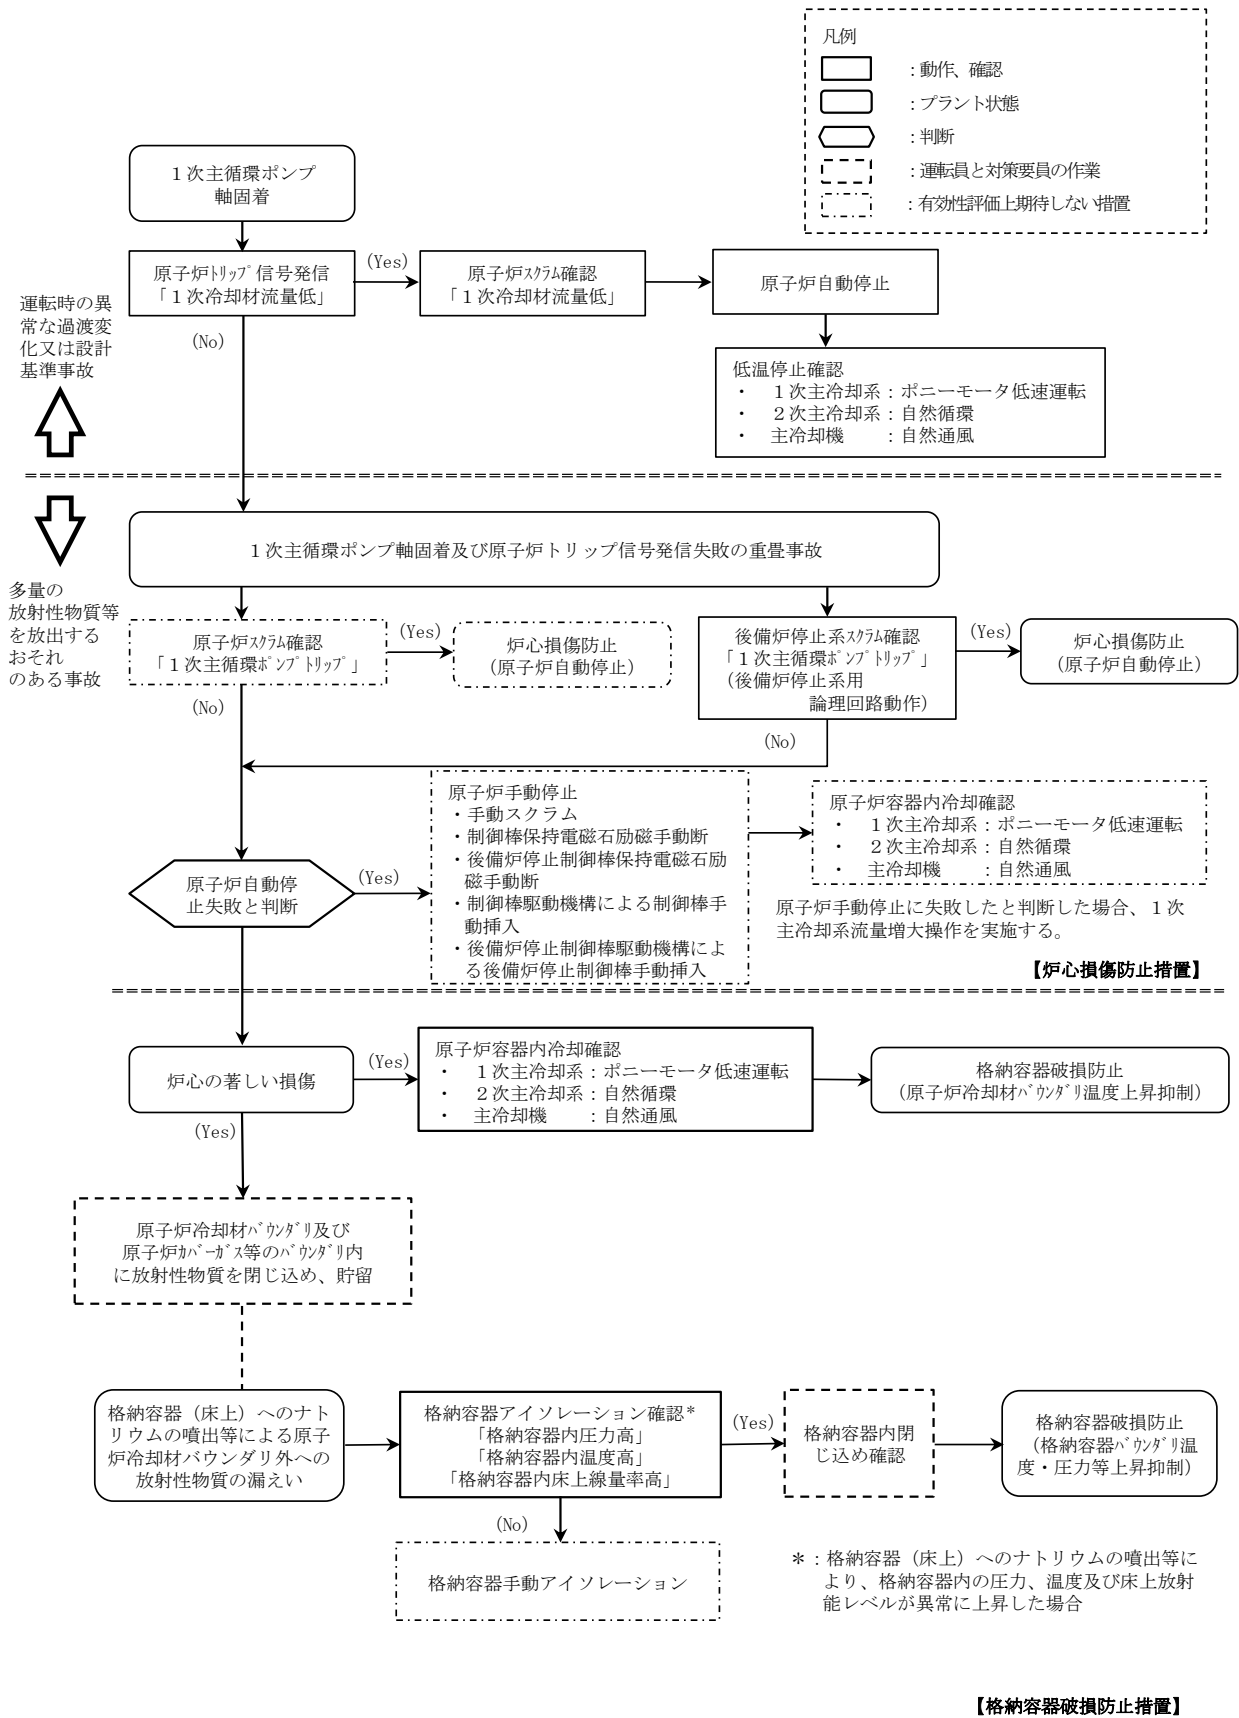 凡例
：動作、確認
：プラント状態
：判断
：運転員と対策要員の作業
：有効性評価上期待しない措置
１次主循環ポンプ
軸固着
原子炉ﾄﾘｯﾌﾟ信号発信
「１次冷却材流量低」
(Yes)
原子炉ｽｸﾗﾑ確認
「１次冷却材流量低」
原子炉自動停止
(No)
運転時の異
常な過渡変
化又は設計
基準事故
低温停止確認
・　１次主冷却系：ポニーモータ低速運転
・　２次主冷却系：自然循環
・　主冷却機　　：自然通風
１次主循環ポンプ軸固着及び原子炉トリップ信号発信失敗の重畳事故
多量の
放射性物質等
を放出する
おそれ
のある事故
原子炉ｽｸﾗﾑ確認
「１次主循環ﾎﾟﾝﾌﾟﾄﾘｯﾌﾟ」
(Yes)
炉心損傷防止
（原子炉自動停止）
後備炉停止系ｽｸﾗﾑ確認
「１次主循環ﾎﾟﾝﾌﾟﾄﾘｯﾌﾟ」
（後備炉停止系用
論理回路動作）
(Yes)
炉心損傷防止
（原子炉自動停止）
(No)
(No)
原子炉自動停
止失敗と判断
(Yes)
原子炉手動停止
・手動スクラム
・制御棒保持電磁石励磁手動断
・後備炉停止制御棒保持電磁石励
磁手動断
・制御棒駆動機構による制御棒手
動挿入
・後備炉停止制御棒駆動機構によ
る後備炉停止制御棒手動挿入
原子炉容器内冷却確認
・　１次主冷却系：ポニーモータ低速運転
・　２次主冷却系：自然循環
・　主冷却機　　：自然通風
原子炉手動停止に失敗したと判断した場合、１次
主冷却系流量増大操作を実施する。
【炉心損傷防止措置】
炉心の著しい損傷
(Yes)
原子炉容器内冷却確認
・　１次主冷却系：ポニーモータ低速運転
・　２次主冷却系：自然循環
・　主冷却機　　：自然通風
格納容器破損防止
（原子炉冷却材ﾊﾞｳﾝﾀﾞﾘ温度上昇抑制）
(Yes)
原子炉冷却材ﾊﾞｳﾝﾀﾞﾘ及び
原子炉ｶﾊﾞｰｶﾞｽ等のﾊﾞｳﾝﾀﾞﾘ内
に放射性物質を閉じ込め、貯留
格納容器（床上）へのナト
リウムの噴出等による原子
炉冷却材バウンダリ外への
放射性物質の漏えい
格納容器アイソレーション確認*
「格納容器内圧力高」
「格納容器内温度高」
「格納容器内床上線量率高」
(Yes)
格納容器内閉
じ込め確認
格納容器破損防止
（格納容器ﾊﾞｳﾝﾀﾞﾘ温
度・圧力等上昇抑制）
(No)
格納容器手動アイソレーション
＊：格納容器（床上）へのナトリウムの噴出等に
より、格納容器内の圧力、温度及び床上放射
能レベルが異常に上昇した場合
【格納容器破損防止措置】